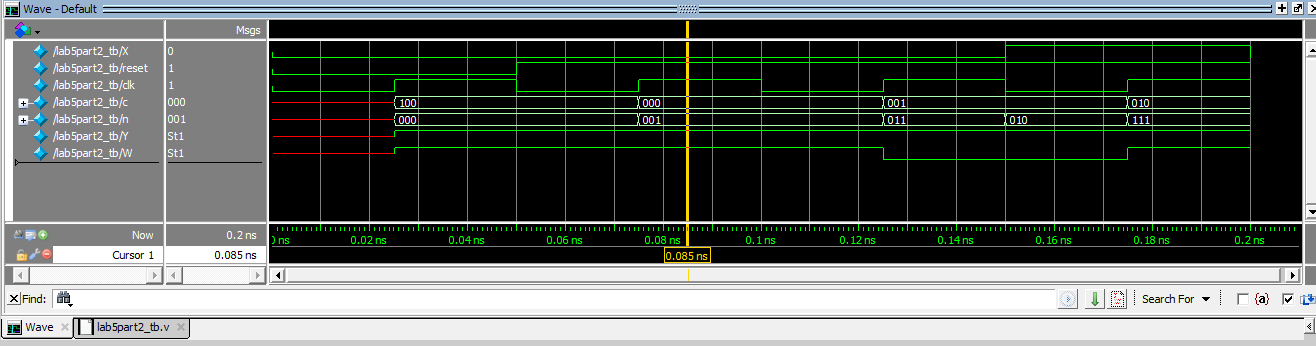 Wave - Default
Msgs
/lab5part2_tb/X 0
/lab5part2_tb/reset 1
/lab5part2_tb/clk 1
/lab5part2_tb/c 000 100 000 001 010
/lab5part2_tb/n 001 000 001 011 010 111
/lab5part2_tb/Y St1
/lab5part2_tb/W St1
Now 0.2 ns ns 0.02 ns 0.04 ns 0.06 ns 0.08 ns 0.1 ns 0.12 ns 0.14 ns 0.16 ns 0.18 ns 0.2 ns
Cursor 1 0.085 ns 0.085 ns
Find: Search For {a}
Wave lab5part2_tb.v